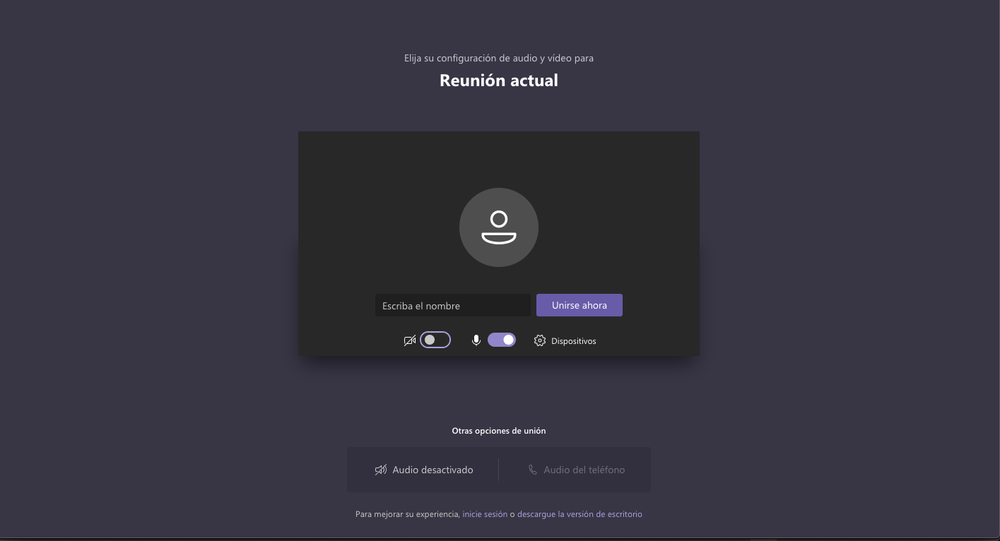 Elija su configuración de audio y vídeo para
Reunión actual
Escriba el nombre
Unirse ahora
Dispositivos
Otras opciones de unión
Audio desactivado
Audio del teléfono
Para mejorar su experiencia, inicie sesión o descargue la versión de escritorio